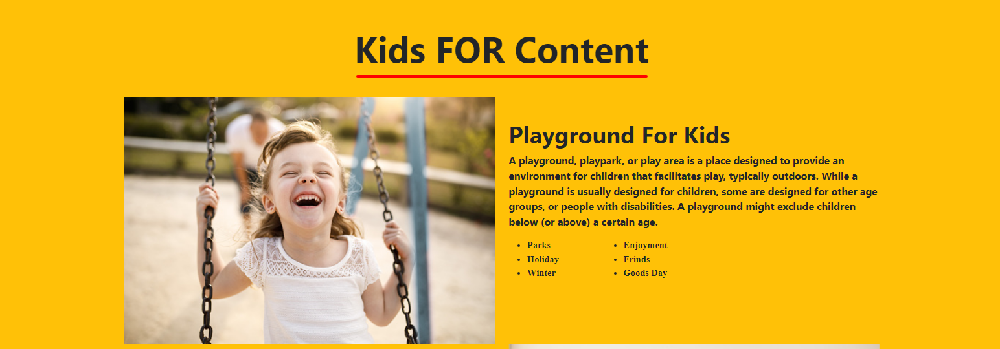 Kids FOR Content
Playground For Kids
A playground, playpark, or play area is a place designed to provide an
environment for children that facilitates play, typically outdoors. While a
playground is usually designed for children, some are designed for other age
groups, or people with disabilities. A playground might exclude children
below (or above) a certain age.
• Parks
• Holiday
• Winter
• Enjoyment
• Frinds
• Goods Day